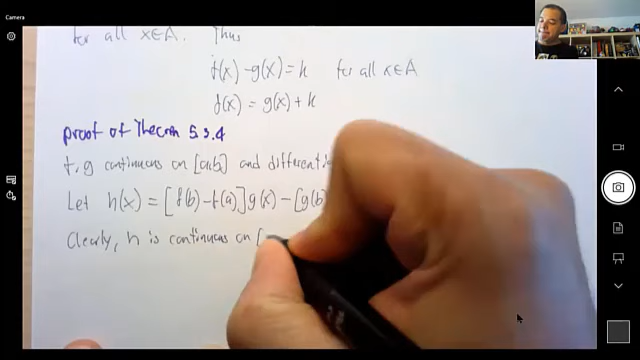 Camera
for all x∈A. Thus
f(x) - g(x) = k for all x∈A
f(x) = g(x) + k
proof of Theorem 5.3.4
f, g continuous on [a,b] and differenti
Let h(x) = [f(b) - f(a)] g(x) - [g(b)
Clearly, h is continuous on [